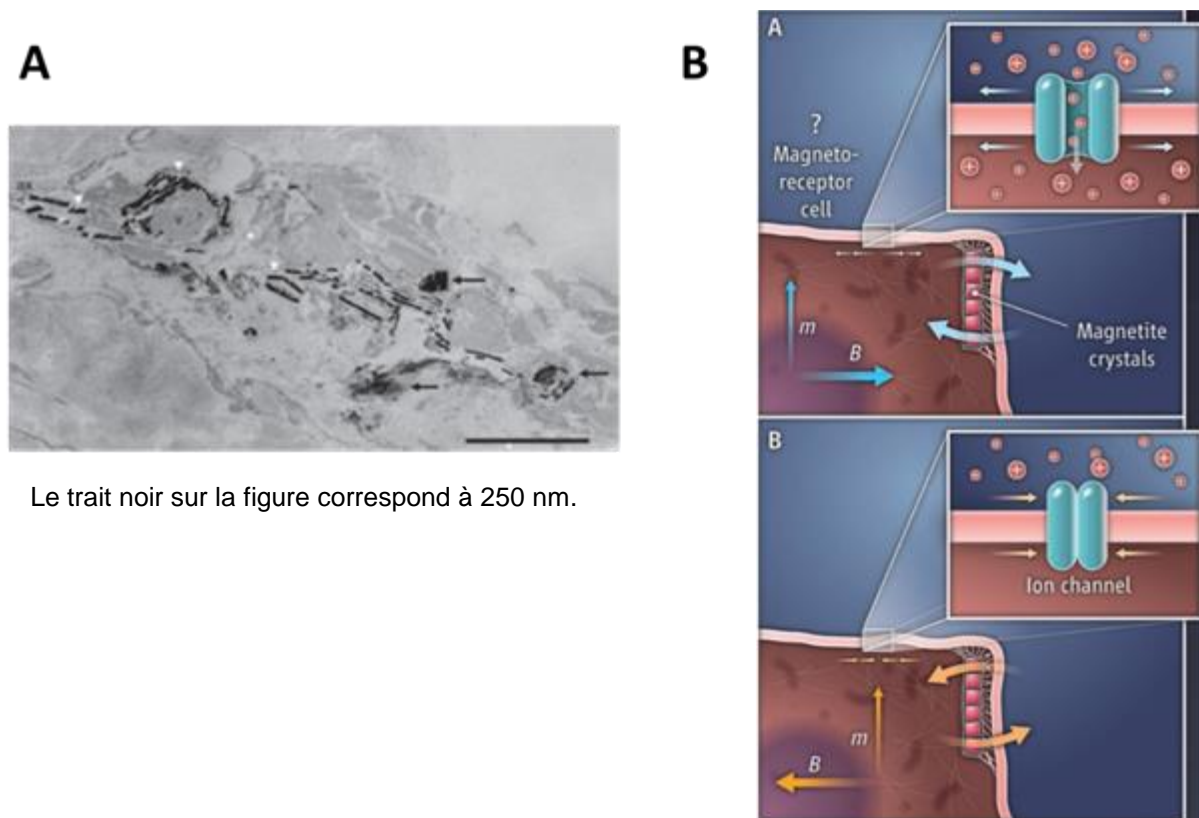 A
Le trait noir sur la figure correspond à 250 nm.
B
A
?
Magneto-
receptor
cell
m
B
Magnetite
crystals
B
Ion channel
m
B